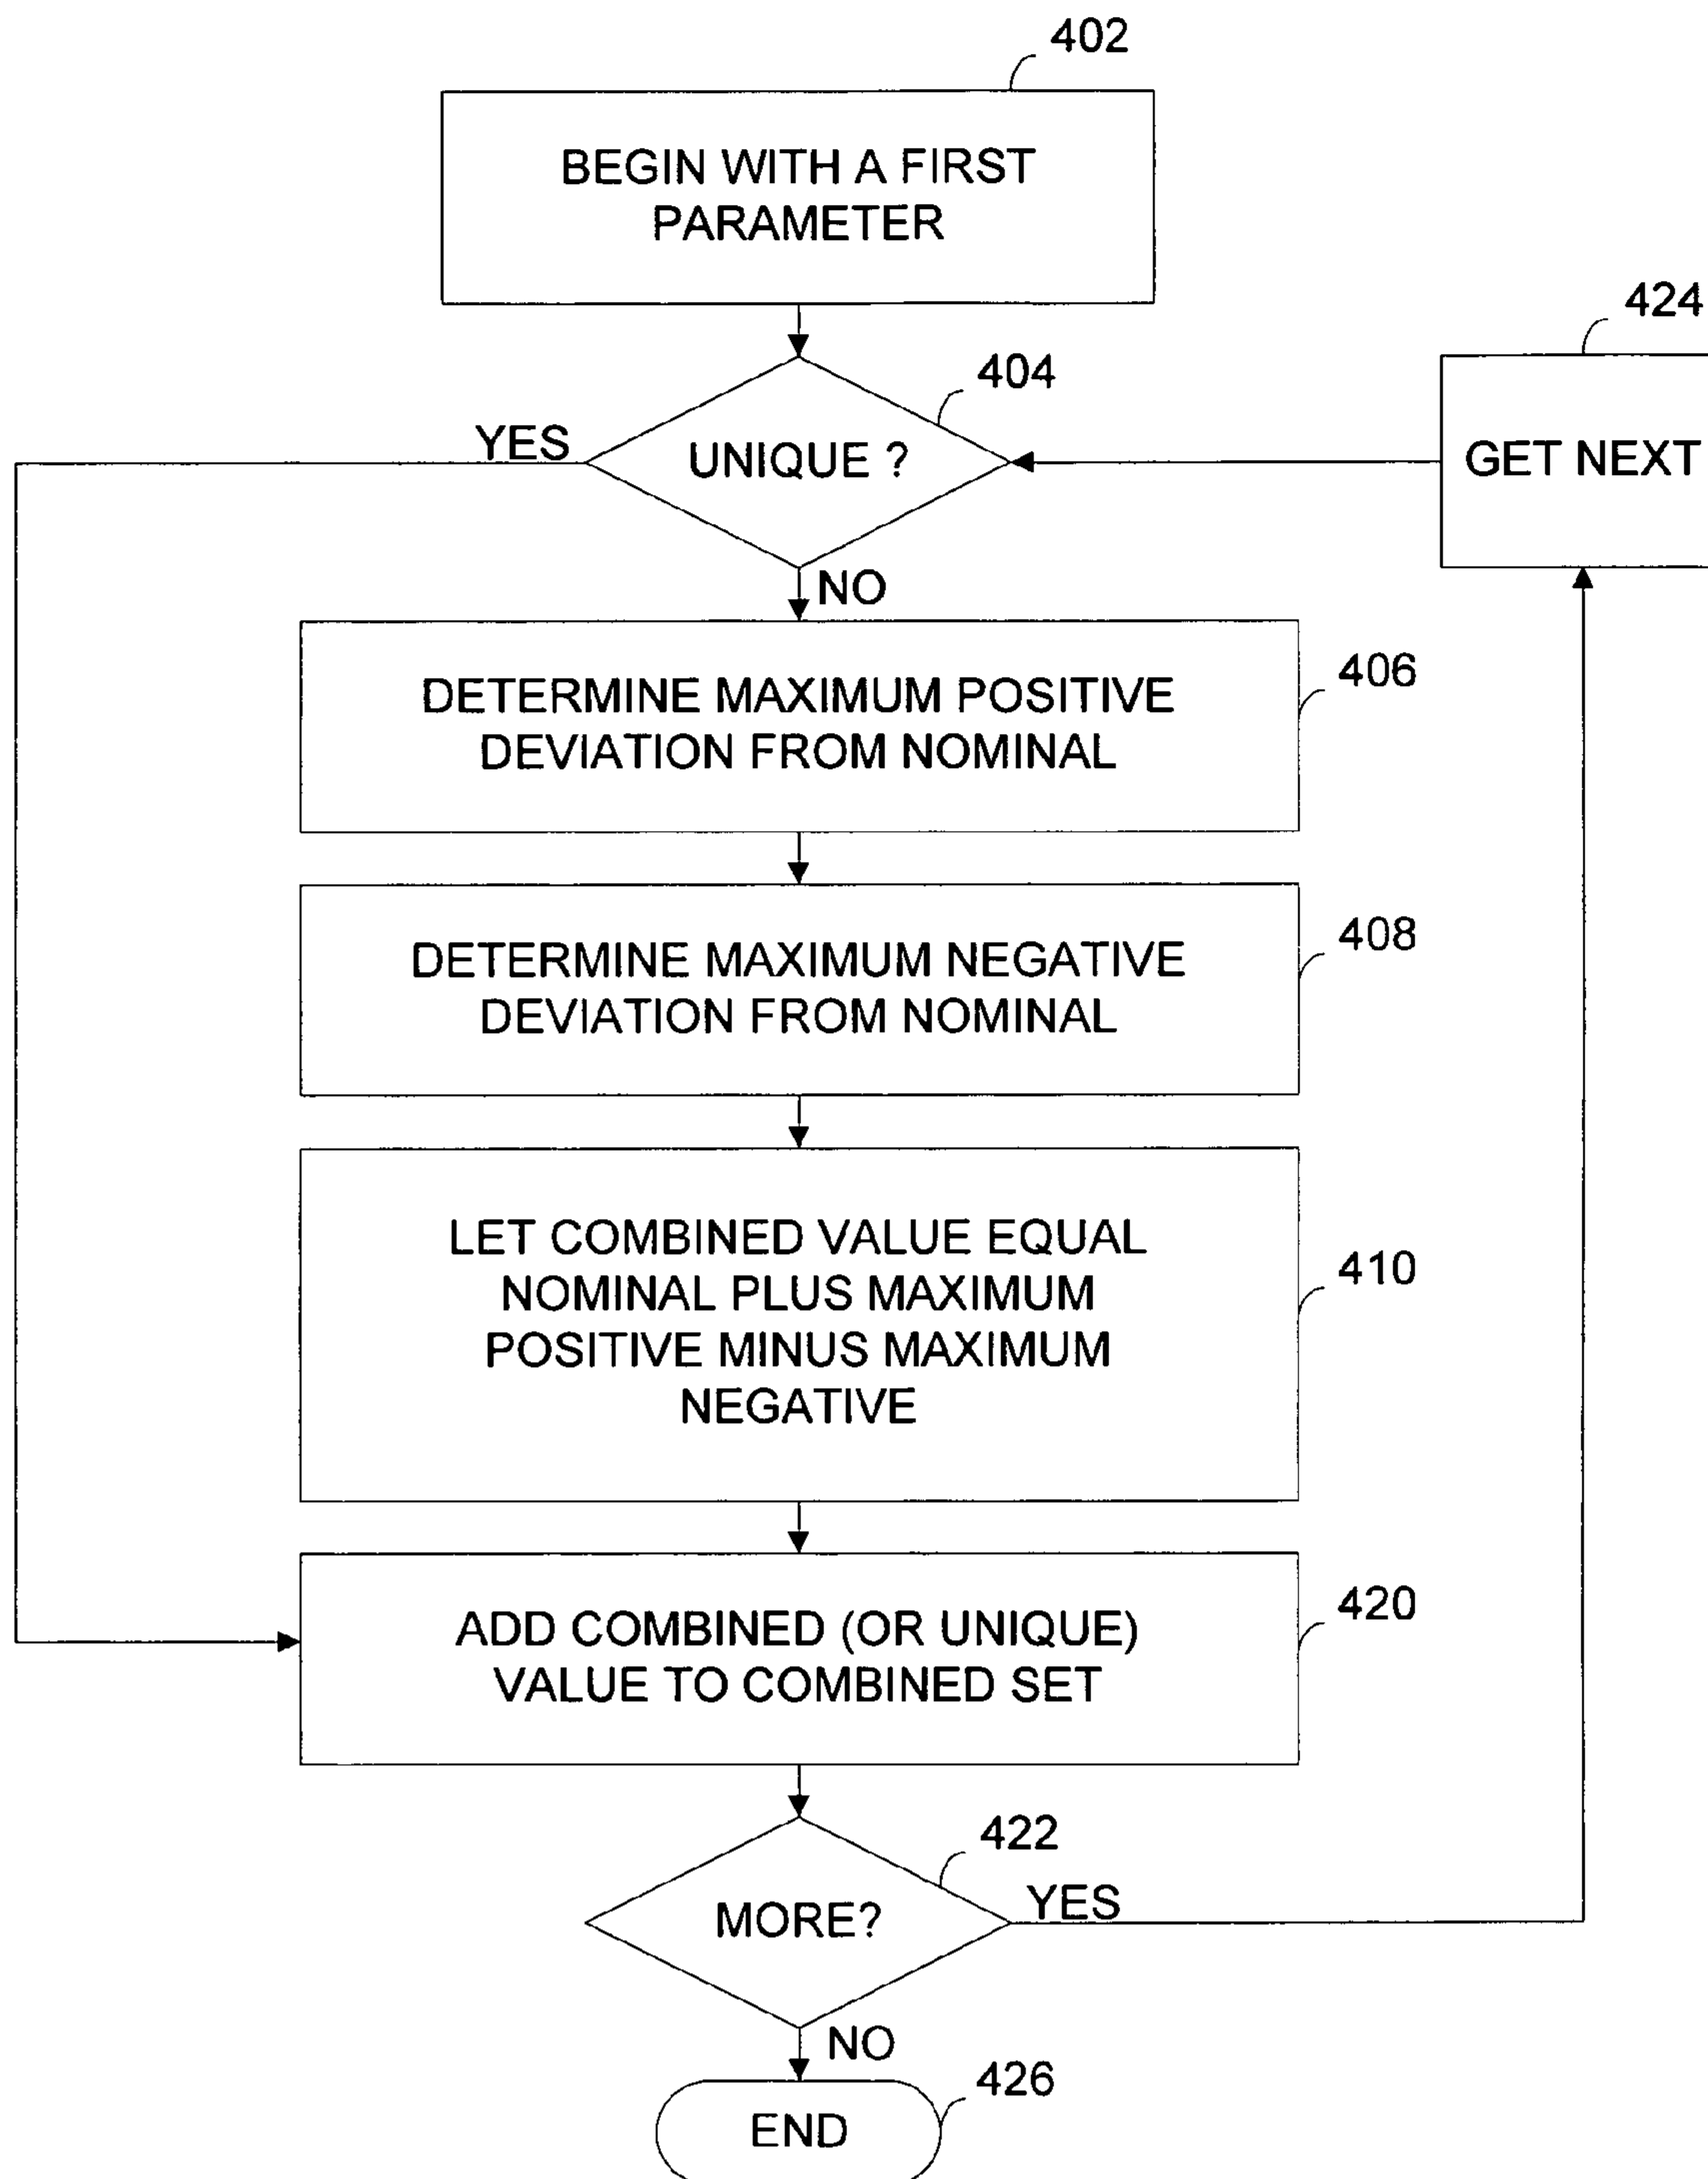 402
BEGIN WITH A FIRST
PARAMETER
424
404
YES
UNIQUE ?
GET NEXT
NO
406
DETERMINE MAXIMUM POSITIVE
DEVIATION FROM NOMINAL
408
DETERMINE MAXIMUM NEGATIVE
DEVIATION FROM NOMINAL
410
LET COMBINED VALUE EQUAL
NOMINAL PLUS MAXIMUM
POSITIVE MINUS MAXIMUM
NEGATIVE
420
ADD COMBINED (OR UNIQUE)
VALUE TO COMBINED SET
422
MORE?
YES
NO
426
END